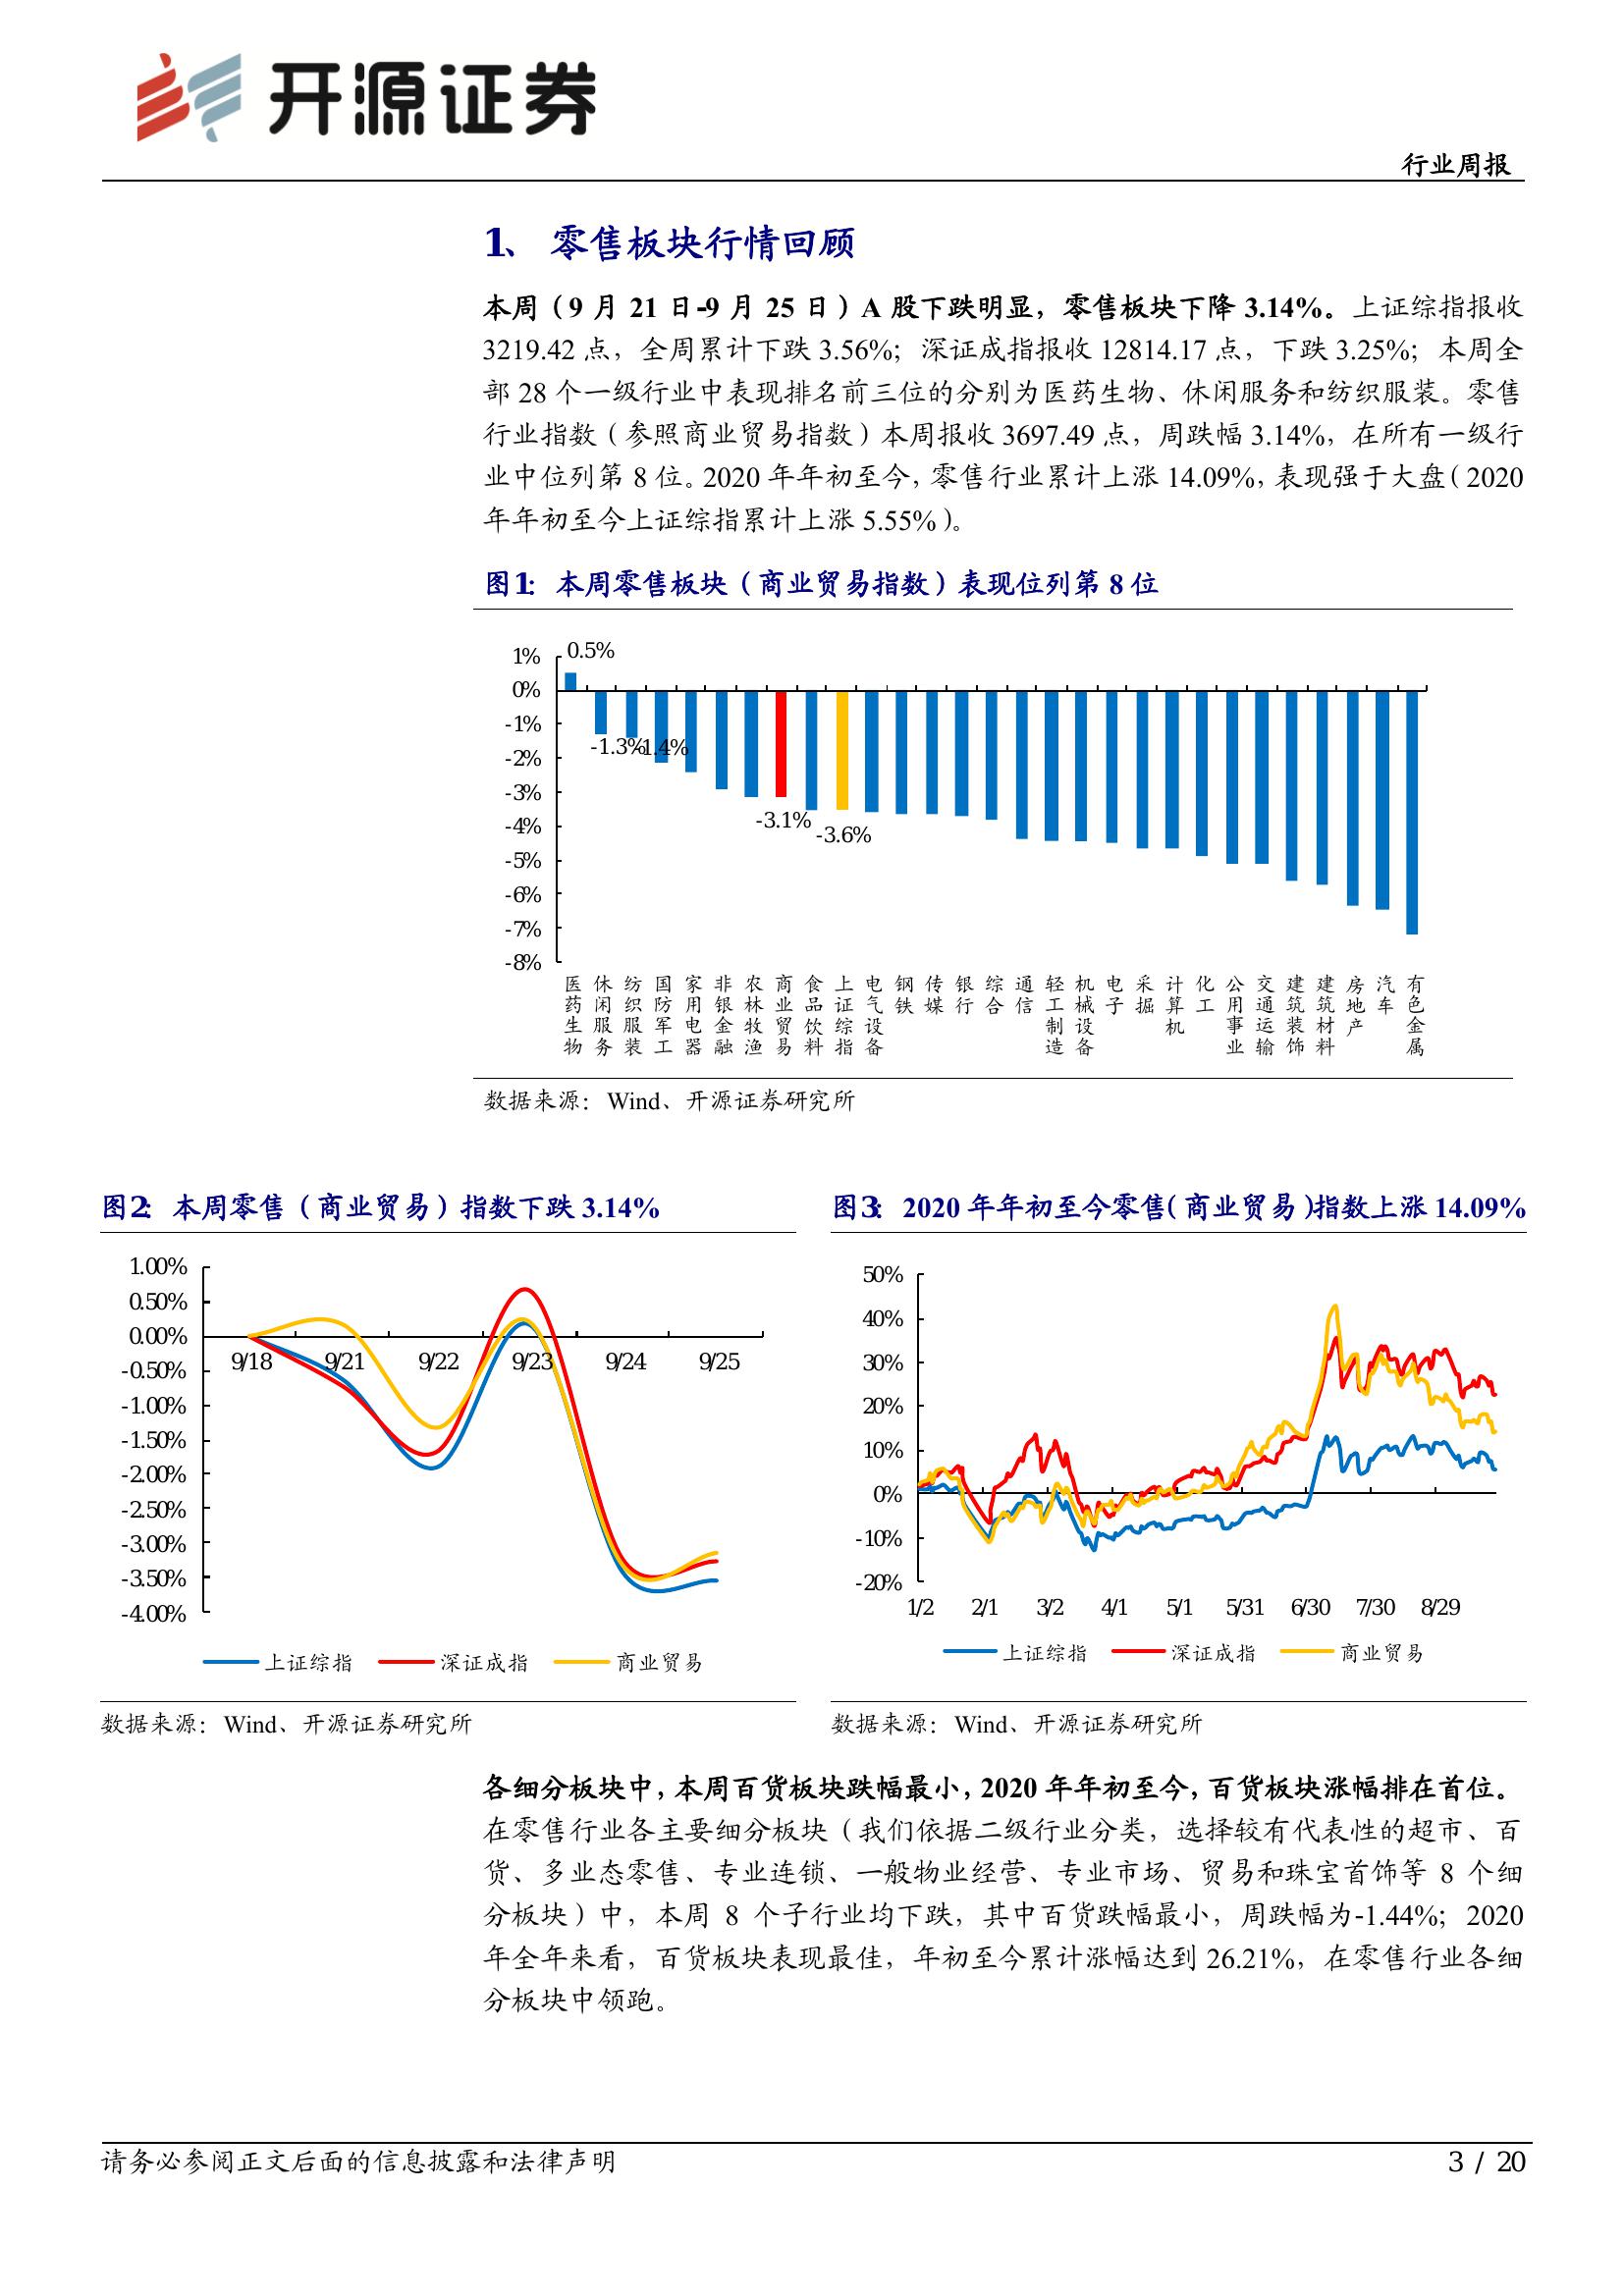 开源证券
行业周报
1、 零售板块行情回顾
本周（9 月 21 日-9 月 25 日）A 股下跌明显，零售板块下降 3.14%。上证综指报收
3219.42 点，全周累计下跌 3.56%；深证成指报收 12814.17 点，下跌 3.25%；本周全
部 28 个一级行业中表现排名前三位的分别为医药生物、休闲服务和纺织服装。零售
行业指数（参照商业贸易指数）本周报收 3697.49 点，周跌幅 3.14%，在所有一级行
业中位列第 8 位。2020 年年初至今，零售行业累计上涨 14.09%，表现强于大盘（2020
年年初至今上证综指累计上涨 5.55%）。
图1： 本周零售板块（商业贸易指数）表现位列第 8 位
1%
0%
-1%
-2%
-3%
-4%
-5%
-6%
-7%
-8%
0.5%
-1.3%
-1.4%
-3.1%
-3.6%
医药生物
休闲服务
纺织服装
国防军工
家用电器
非银金融
农林牧渔
商业贸易
食品饮料
上证综指
电气设备
钢铁
传媒
银行
综合
通信
轻工制造
机械设备
电子
采掘
计算机
化工
公用事业
交通运输
建筑装饰
建筑材料
房地产
汽车
有色金属
数据来源：Wind、开源证券研究所
图2： 本周零售（商业贸易）指数下跌 3.14%
1.00%
0.50%
0.00%
-0.50%
-1.00%
-1.50%
-2.00%
-2.50%
-3.00%
-3.50%
-4.00%
9/18 9/21 9/22 9/23 9/24 9/25
上证综指 深证成指 商业贸易
数据来源：Wind、开源证券研究所
图3： 2020 年年初至今零售（商业贸易）指数上涨 14.09%
50%
40%
30%
20%
10%
0%
-10%
-20%
1/2 2/1 3/2 4/1 5/1 5/31 6/30 7/30 8/29
上证综指 深证成指 商业贸易
数据来源：Wind、开源证券研究所
各细分板块中，本周百货板块跌幅最小，2020 年年初至今，百货板块涨幅排在首位。
在零售行业各主要细分板块（我们依据二级行业分类，选择较有代表性的超市、百
货、多业态零售、专业连锁、一般物业经营、专业市场、贸易和珠宝首饰等 8 个细
分板块）中，本周 8 个子行业均下跌，其中百货跌幅最小，周跌幅为-1.44%；2020
年全年来看，百货板块表现最佳，年初至今累计涨幅达到 26.21%，在零售行业各细
分板块中领跑。
请务必参阅正文后面的信息披露和法律声明
3 / 20